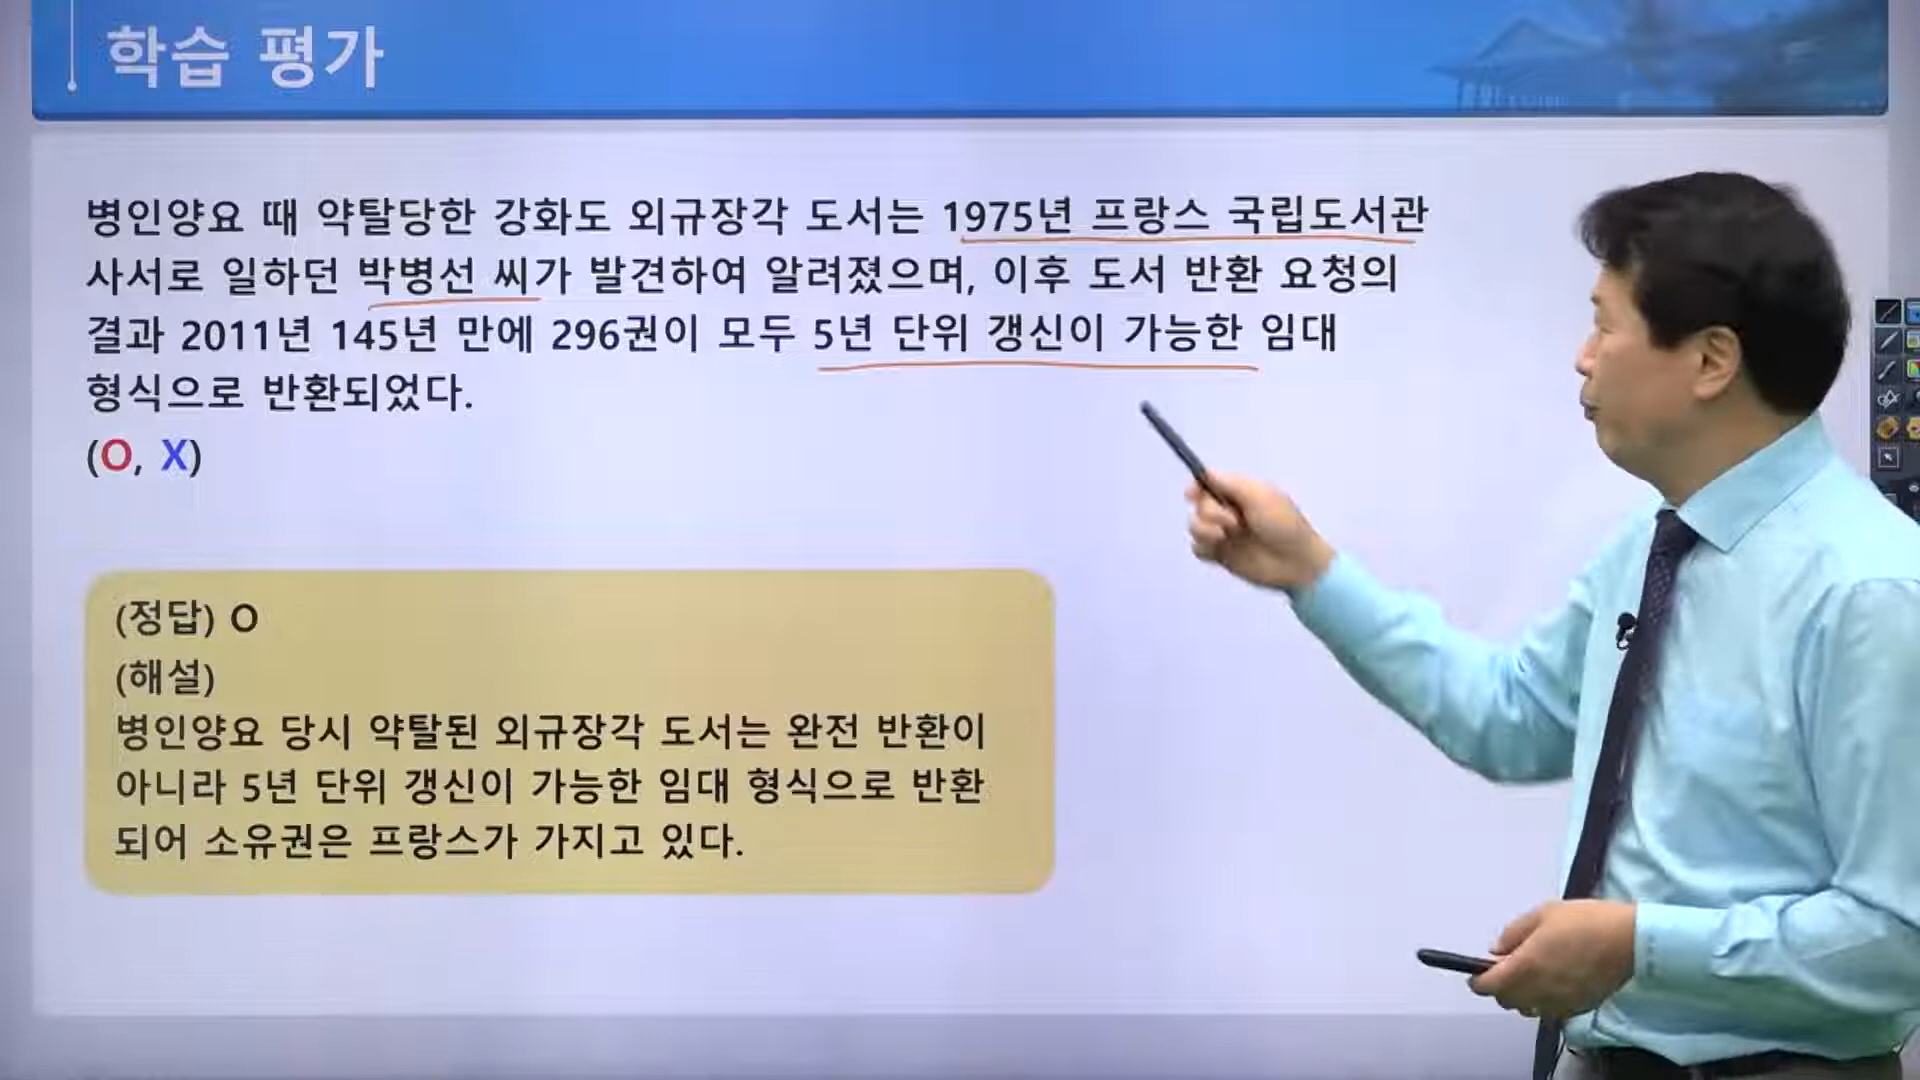 학습 평가
병인양요 때 약탈당한 강화도 외규장각 도서는 1975년 프랑스 국립도서관
사서로 일하던 박병선 씨가 발견하여 알려졌으며, 이후 도서 반환 요청의
결과 2011년 145년 만에 296권이 모두 5년 단위 갱신이 가능한 임대
형식으로 반환되었다.
(O, X)
(정답) O
(해설)
병인양요 당시 약탈된 외규장각 도서는 완전 반환이
아니라 5년 단위 갱신이 가능한 임대 형식으로 반환
되어 소유권은 프랑스가 가지고 있다.